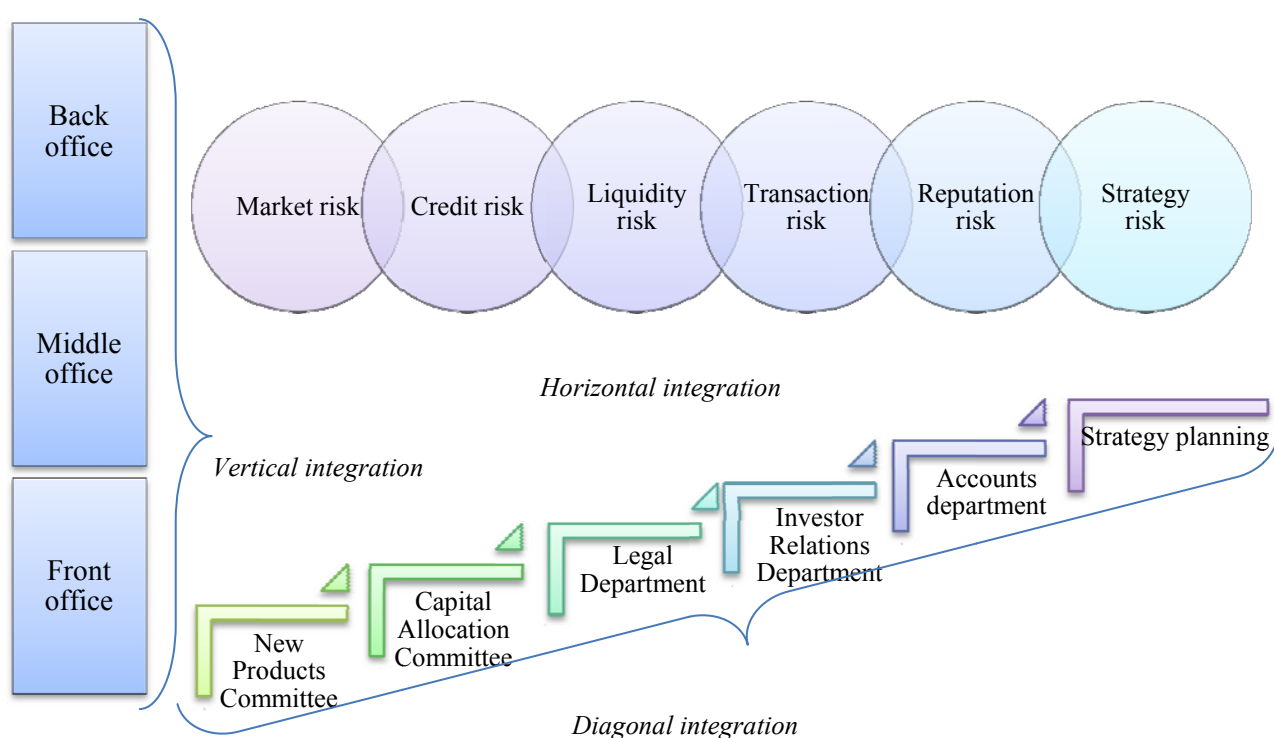 Back
office
Middle
office
Front
office
Market risk
Credit risk
Liquidity
risk
Transaction
risk
Reputation
risk
Strategy
risk
Horizontal integration
Vertical integration
New
Products
Committee
Capital
Allocation
Committee
Legal
Department
Investor
Relations
Department
Accounts
department
Strategy planning
Diagonal integration